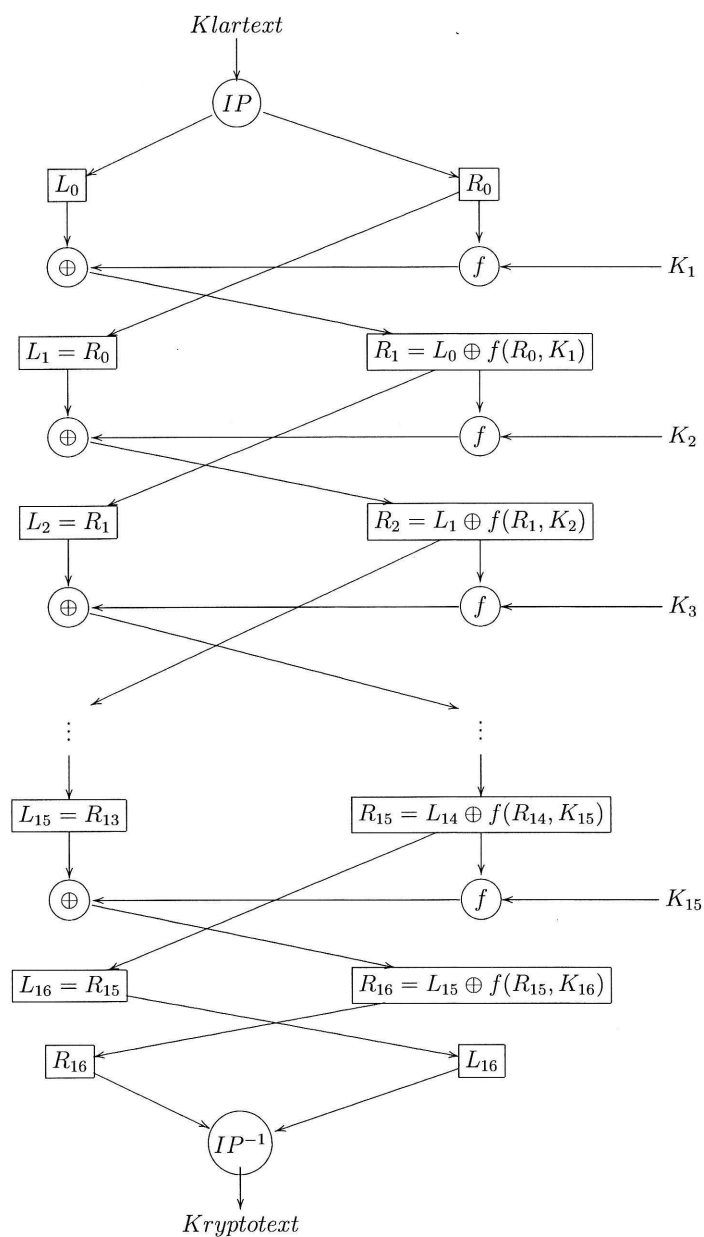 Klartext
IP
L₀ R₀
⊕ f K₁
L₁ = R₀ R₁ = L₀ ⊕ f(R₀, K₁)
⊕ f K₂
L₂ = R₁ R₂ = L₁ ⊕ f(R₁, K₂)
⊕ f K₃
⋮ ⋮
L₁₅ = R₁₃ R₁₅ = L₁₄ ⊕ f(R₁₄, K₁₅)
⊕ f K₁₅
L₁₆ = R₁₅ R₁₆ = L₁₅ ⊕ f(R₁₅, K₁₆)
R₁₆ L₁₆
IP⁻¹
Kryptotext